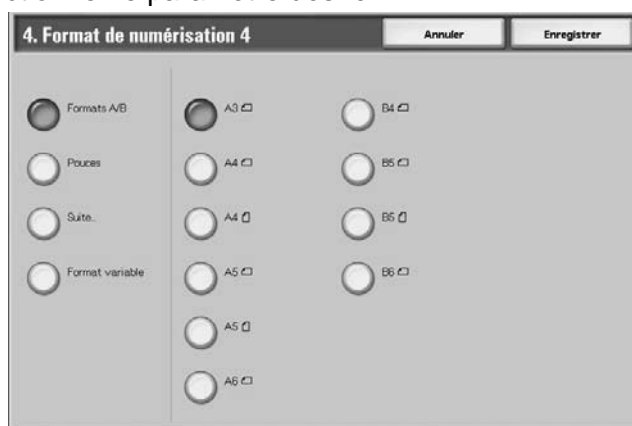 4. Format de numérisation 4
Annuler
Enregistrer
Formats A/B
Pouces
Suite..
Format variable
A3
A4
A4
A5
A5
A6
B4
B5
B5
B6